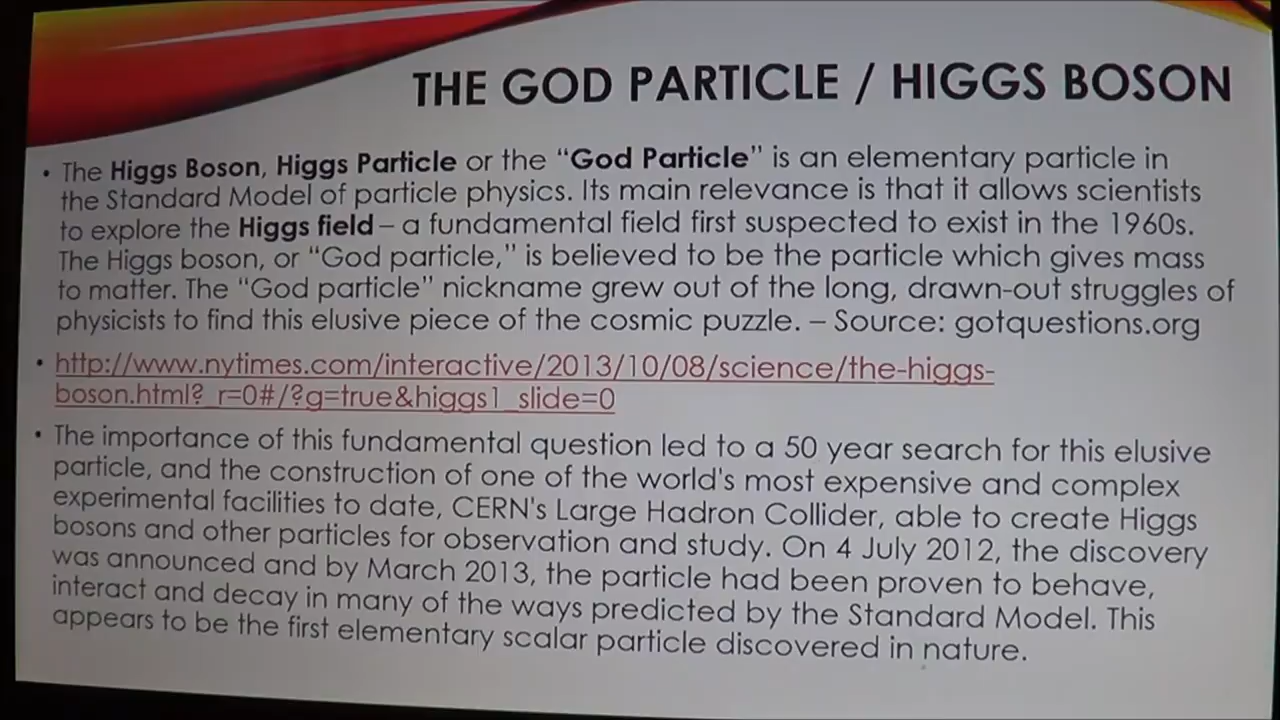 THE GOD PARTICLE / HIGGS BOSON
• The Higgs Boson, Higgs Particle or the “God Particle” is an elementary particle in
the Standard Model of particle physics. Its main relevance is that it allows scientists
to explore the Higgs field – a fundamental field first suspected to exist in the 1960s.
The Higgs boson, or “God particle,” is believed to be the particle which gives mass
to matter. The “God particle” nickname grew out of the long, drawn-out struggles of
physicists to find this elusive piece of the cosmic puzzle. – Source: gotquestions.org
• http://www.nytimes.com/interactive/2013/10/08/science/the-higgs-
boson.html?_r=0#/?g=true&higgs1_slide=0
• The importance of this fundamental question led to a 50 year search for this elusive
particle, and the construction of one of the world's most expensive and complex
experimental facilities to date, CERN's Large Hadron Collider, able to create Higgs
bosons and other particles for observation and study. On 4 July 2012, the discovery
was announced and by March 2013, the particle had been proven to behave,
interact and decay in many of the ways predicted by the Standard Model. This
appears to be the first elementary scalar particle discovered in nature.